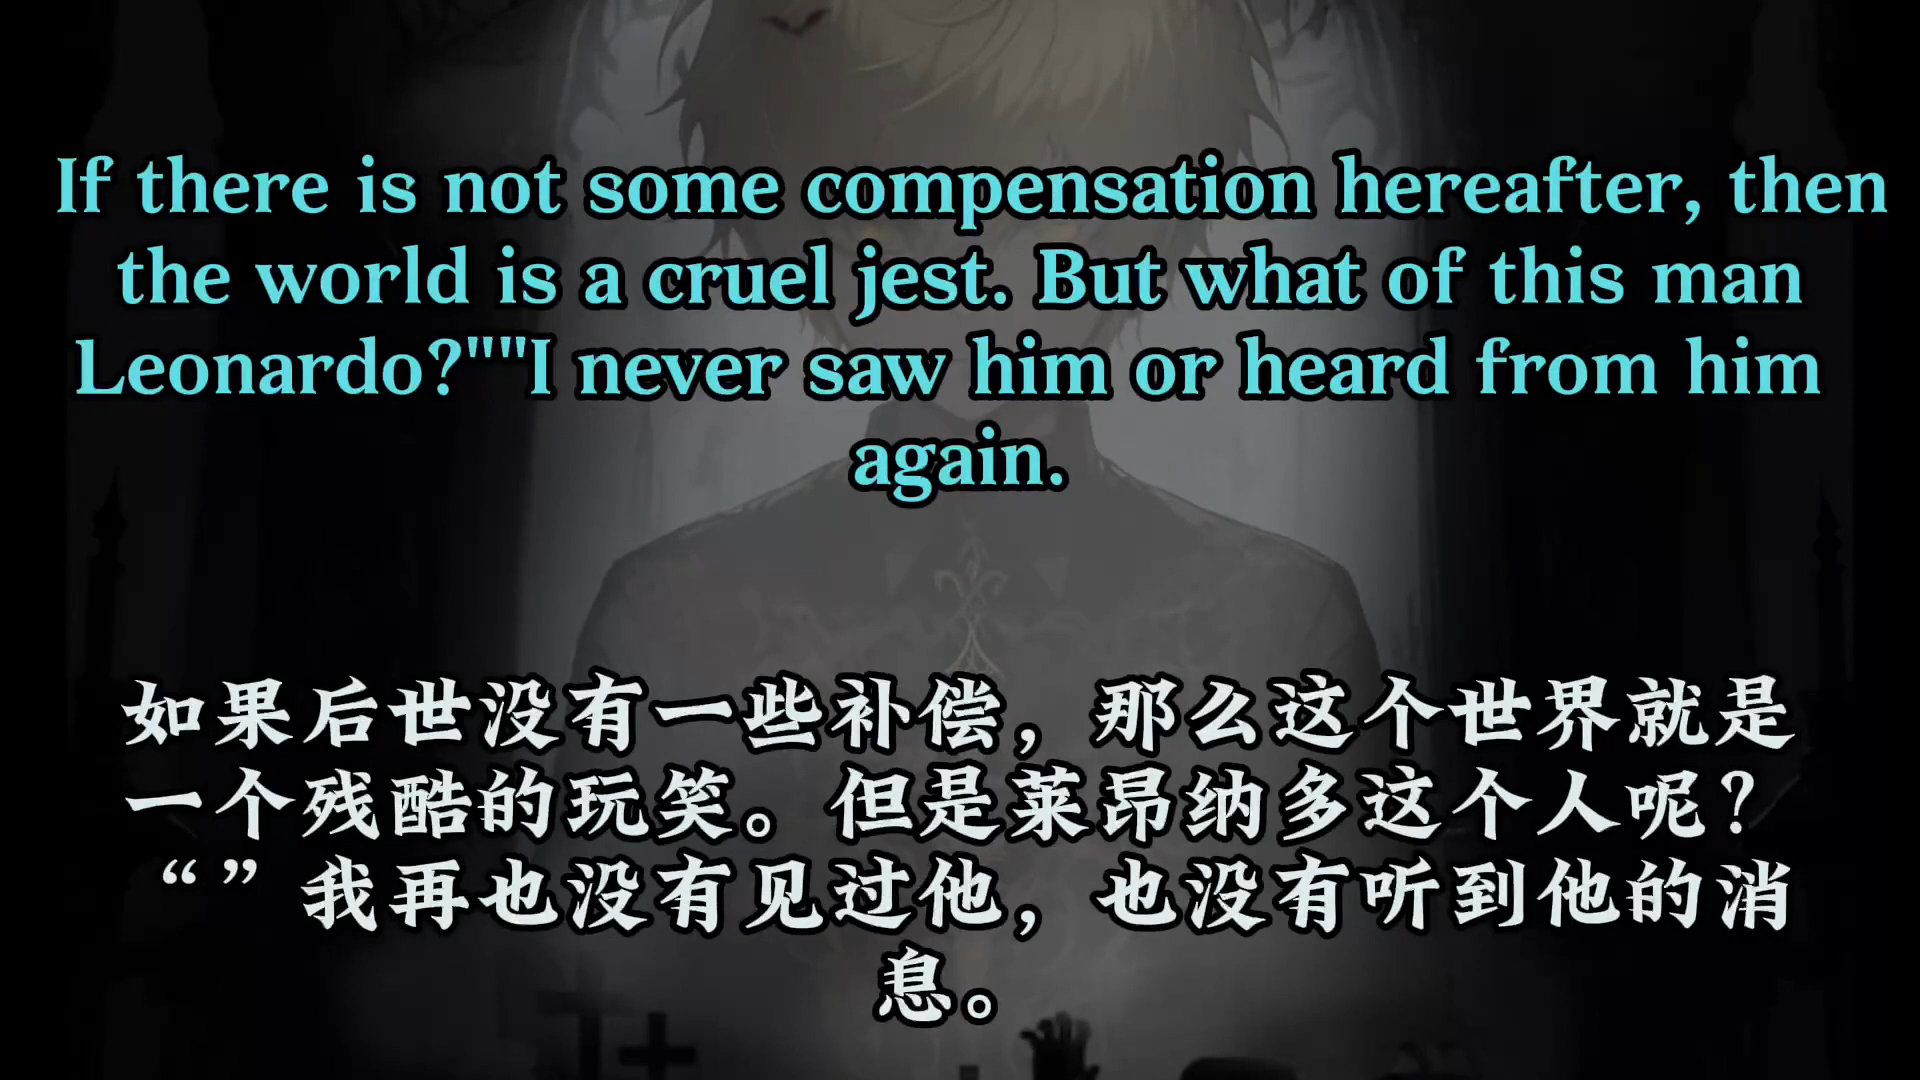 If there is not some compensation hereafter, then
the world is a cruel jest. But what of this man
Leonardo?""I never saw him or heard from him
again.
如果后世没有一些补偿，那么这个世界就是
一个残酷的玩笑。但是莱昂纳多这个人呢？
“”我再也没有见过他，也没有听到他的消
息。